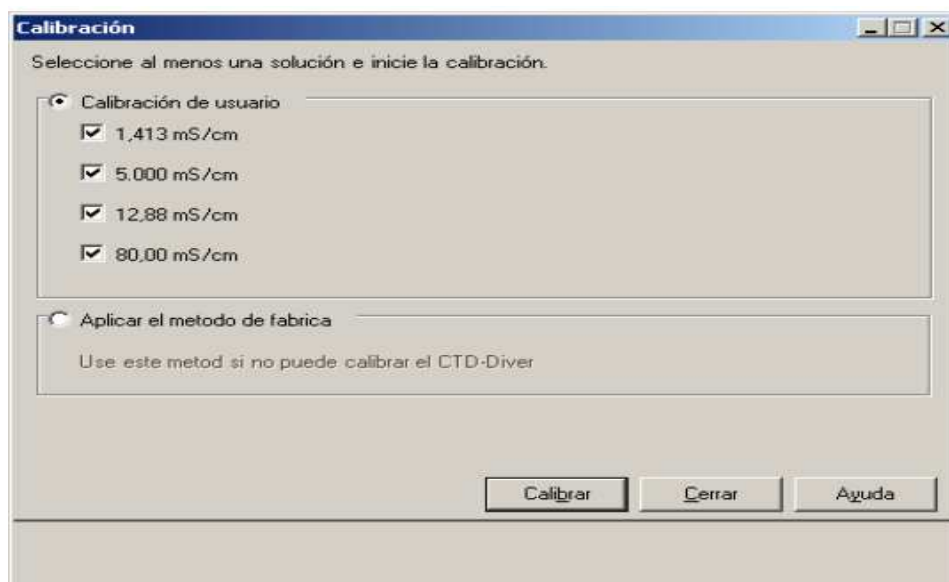 Calibración
Seleccione al menos una solución e inicie la calibración.
Calibración de usuario
1,413 mS/cm
5.000 mS/cm
12,88 mS/cm
80,00 mS/cm
Aplicar el metodo de fabrica
Use este metod si no puede calibrar el CTD-Diver
Calibrar Cerrar Ayuda